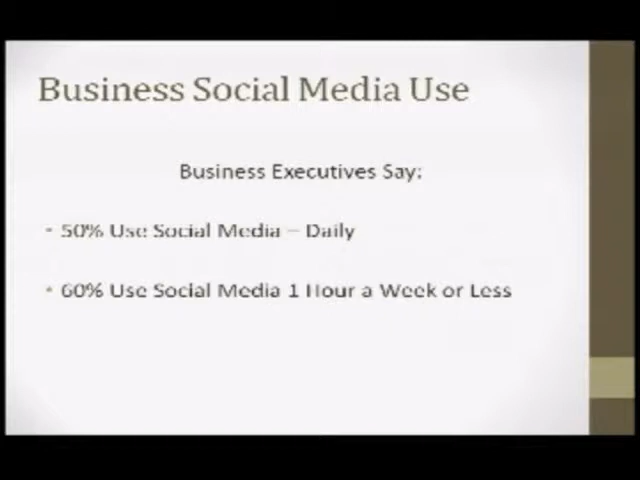 Business Social Media Use
Business Executives Say:
• 50% Use Social Media – Daily
• 60% Use Social Media 1 Hour a Week or Less